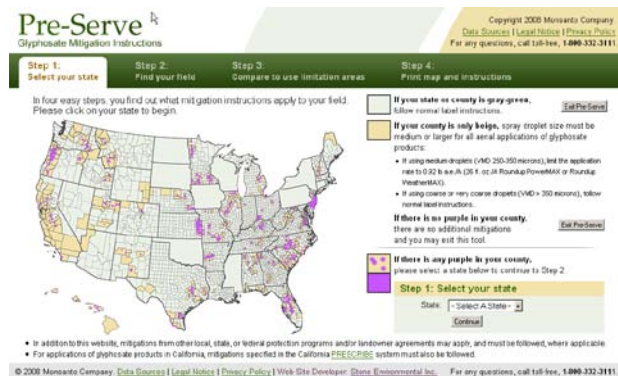 Pre-Serve
Glyphosate Mitigation Instructions
Copyright 2008 Monsanto Company.
Data Sources | Legal Notice | Privacy Policy
For any questions, call toll-free, 1-800-332-3111.
Step 1:
Select your state
Step 2:
Find your field
Step 3:
Compare to use limitation areas
Step 4:
Print map and instructions
In four easy steps, you find out what mitigation instructions apply to your field.
Please click on your state to begin.
If your state or county is gray-green,
follow normal label instructions.
Exit Pre-Serve
If your county is only beige, spray droplet size must be
medium or larger for all aerial applications of glyphosate
products:
• If using medium droplets (VMD 250-350 microns), limit the application
rate to 0.92 lb a.e./A (26 fl. oz /A Roundup PowerMAX or Roundup
WeatherMAX).
• If using coarse or very coarse droplets (VMD > 350 microns), follow
normal label instructions.
If there is no purple in your county,
there are no additional mitigations
and you may exit this tool.
Exit Pre-Serve
If there is any purple in your county,
please select a state below to continue to Step 2
Step 1: Select your state
State: - Select A State -
Continue
• In addition to this website, mitigations from other local, state, or federal protection programs and/or landowner agreements may apply, and must be followed, where applicable.
• For applications of glyphosate products in California, mitigations specified in the California PRESCRIBE system must also be followed.
© 2008 Monsanto Company. Data Sources | Legal Notice | Privacy Policy | Web Site Developer: Stone Environmental Inc. For any questions, call toll-free, 1-800-332-3111.